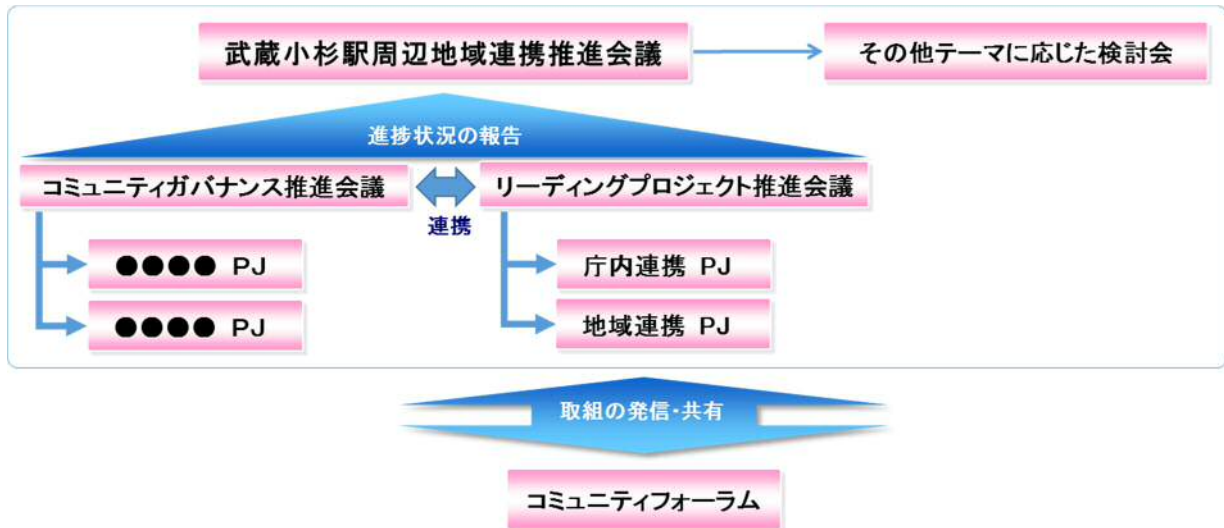 武蔵小杉駅周辺地域連携推進会議
その他テーマに応じた検討会
進捗状況の報告
コミュニティガバナンス推進会議
リーディングプロジェクト推進会議
連携
●●●● PJ
庁内連携 PJ
●●●● PJ
地域連携 PJ
取組の発信・共有
コミュニティフォーラム